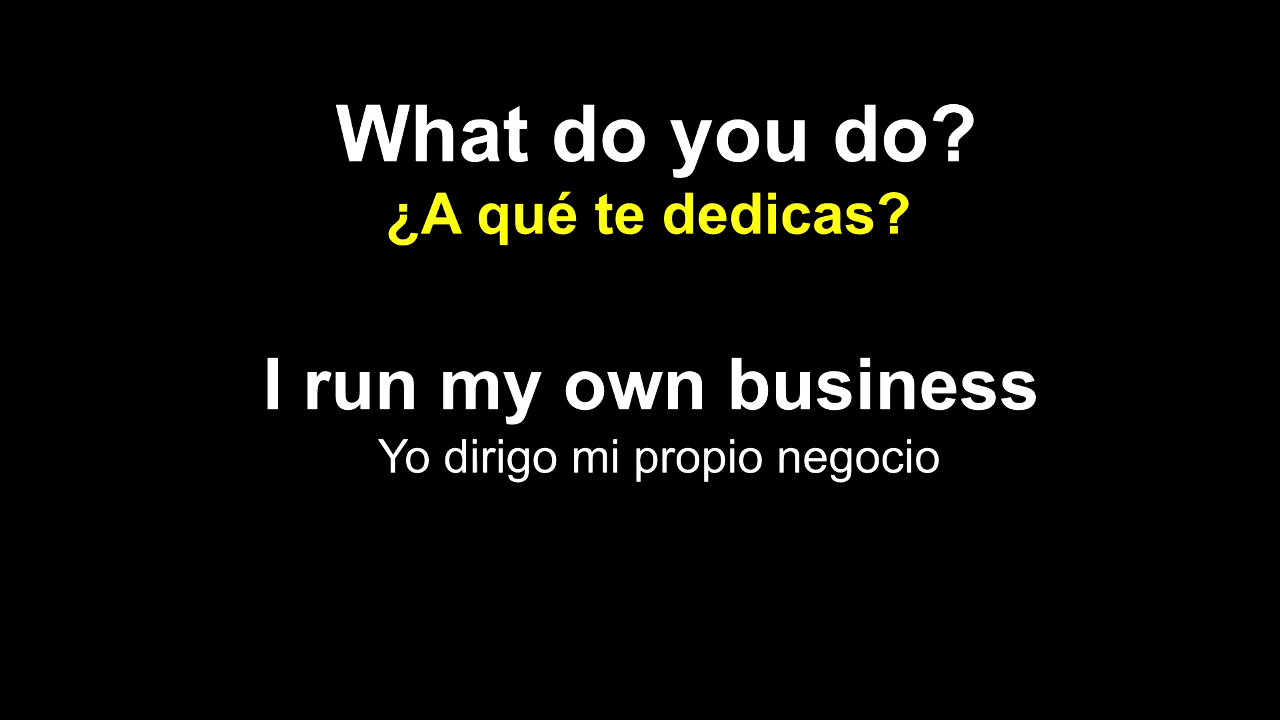 What do you do?
¿A qué te dedicas?
I run my own business
Yo dirigo mi propio negocio